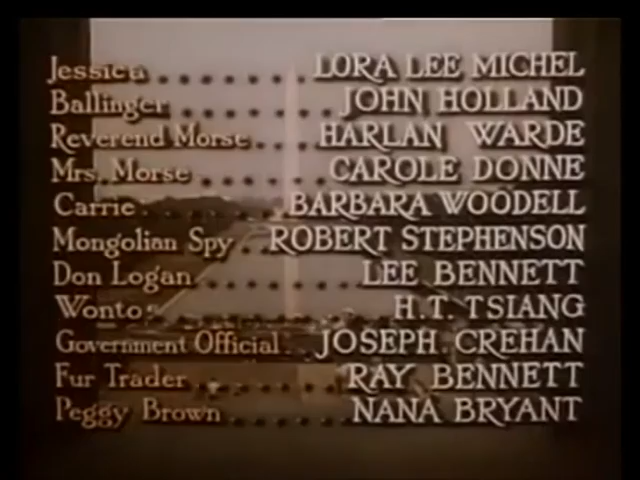 Jessica . . . . . . . LORA LEE MICHEL
Ballinger . . . . . . . JOHN HOLLAND
Reverend Morse . . . HARLAN WARDE
Mrs. Morse . . . . . . CAROLE DONNE
Carrie . . . . . . . BARBARA WOODELL
Mongolian Spy . . ROBERT STEPHENSON
Don Logan . . . . . . . LEE BENNETT
Wonto . . . . . . . . . . H.T. TSIANG
Government Official . . JOSEPH CREHAN
Fur Trader . . . . . . RAY BENNETT
Peggy Brown . . . . . . NANA BRYANT